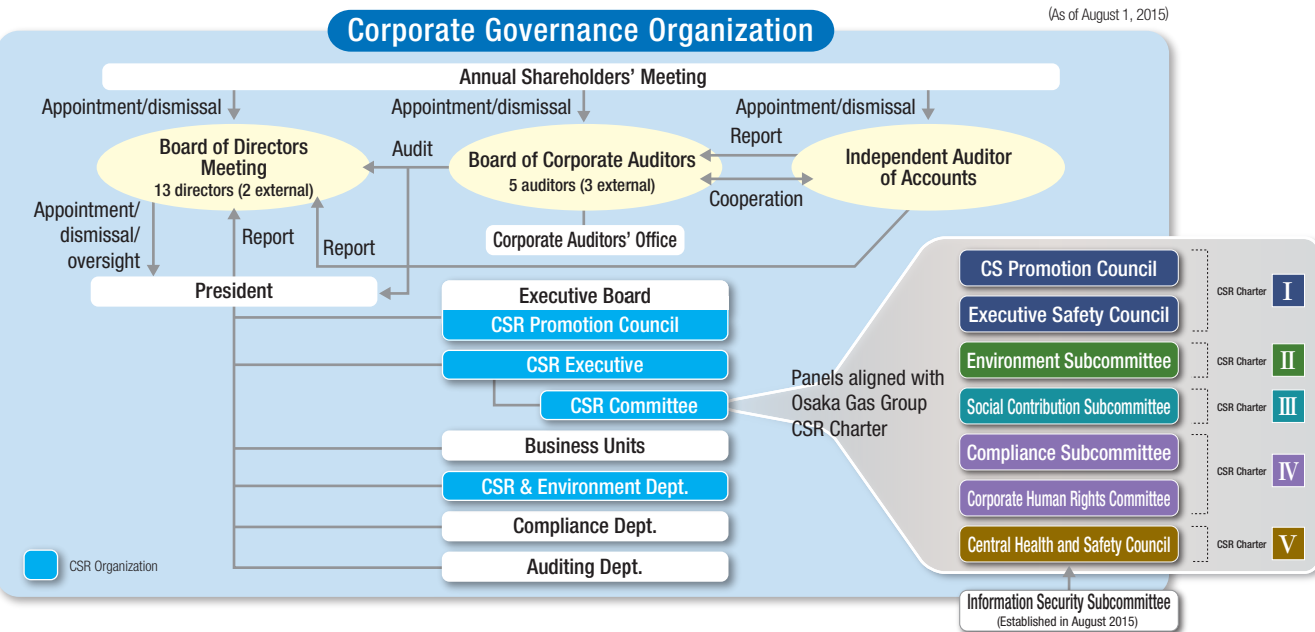 (As of August 1, 2015)
Corporate Governance Organization
Annual Shareholders' Meeting
Appointment/dismissal
Appointment/dismissal
Appointment/dismissal
Board of Directors
Meeting
13 directors (2 external)
Audit
Board of Corporate Auditors
5 auditors (3 external)
Report
Cooperation
Independent Auditor
of Accounts
Appointment/
dismissal/
oversight
Report
Report
Corporate Auditors' Office
President
Executive Board
CSR Promotion Council
CSR Executive
CSR Committee
Business Units
CSR & Environment Dept.
Compliance Dept.
Auditing Dept.
CSR Organization
Panels aligned with
Osaka Gas Group
CSR Charter
CS Promotion Council
Executive Safety Council
CSR Charter I
Environment Subcommittee
CSR Charter II
Social Contribution Subcommittee
CSR Charter III
Compliance Subcommittee
Corporate Human Rights Committee
CSR Charter IV
Central Health and Safety Council
CSR Charter V
Information Security Subcommittee
(Established in August 2015)